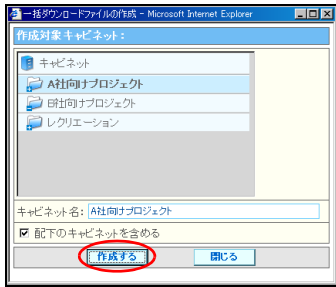 一括ダウンロードファイルの作成 - Microsoft Internet Explorer
作成対象キャビネット：
キャビネット
A社向けプロジェクト
B社向けプロジェクト
レクリエーション
キャビネット名： A社向けプロジェクト
配下のキャビネットを含める
作成する 閉じる